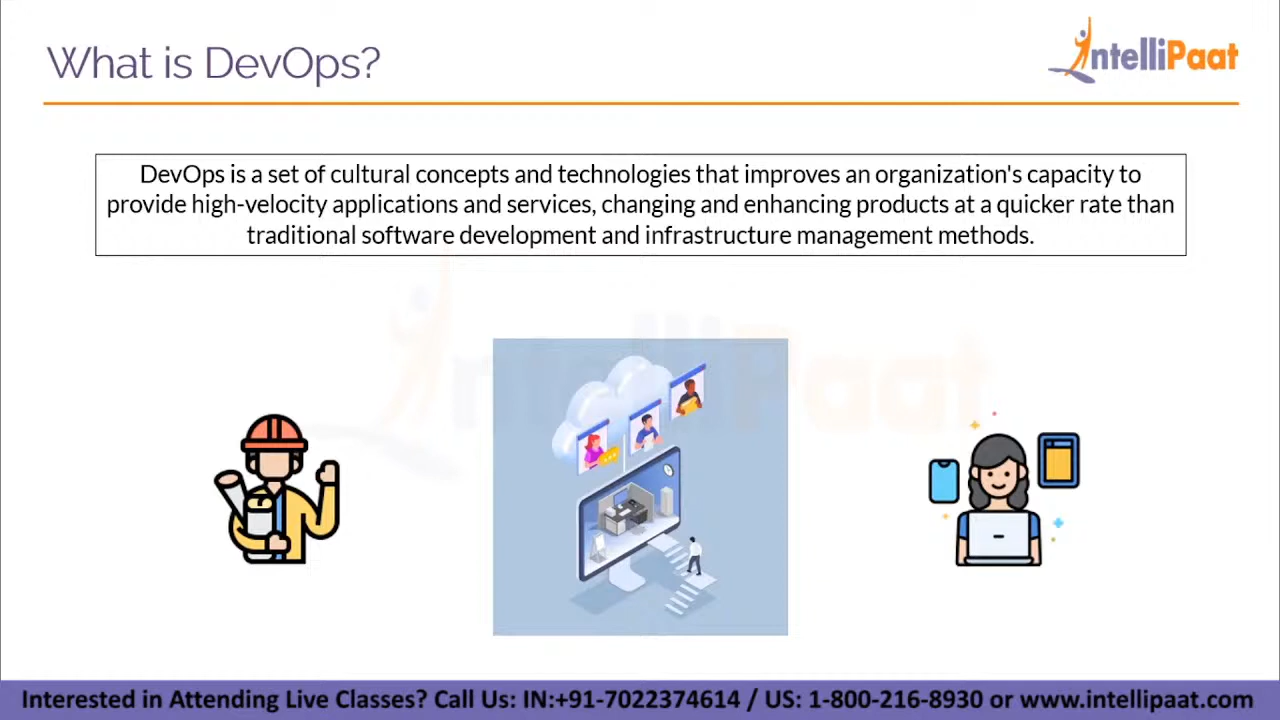 What is DevOps?
IntelliPaat
DevOps is a set of cultural concepts and technologies that improves an organization's capacity to
provide high-velocity applications and services, changing and enhancing products at a quicker rate than
traditional software development and infrastructure management methods.
IntelliPaat
Interested in Attending Live Classes? Call Us: IN:+91-7022374614 / US: 1-800-216-8930 or www.intellipaat.com